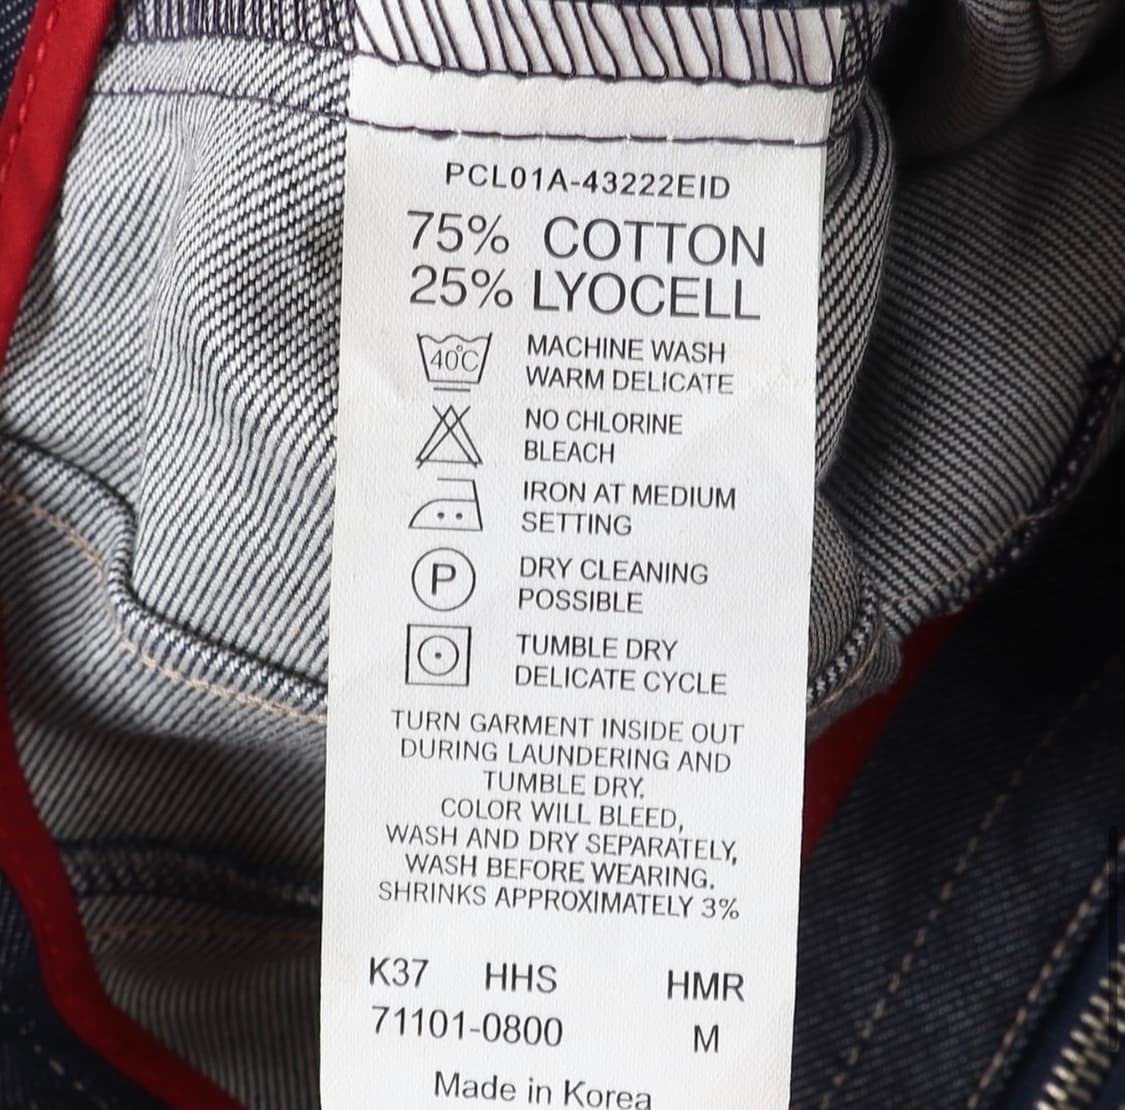 PCL01A-43222EID
75% COTTON
25% LYOCELL
40°C MACHINE WASH
WARM DELICATE
NO CHLORINE
BLEACH
IRON AT MEDIUM
SETTING
P DRY CLEANING
POSSIBLE
TUMBLE DRY
DELICATE CYCLE
TURN GARMENT INSIDE OUT
DURING LAUNDERING AND
TUMBLE DRY.
COLOR WILL BLEED,
WASH AND DRY SEPARATELY,
WASH BEFORE WEARING.
SHRINKS APPROXIMATELY 3%
K37 HHS HMR
71101-0800 M
Made in Korea